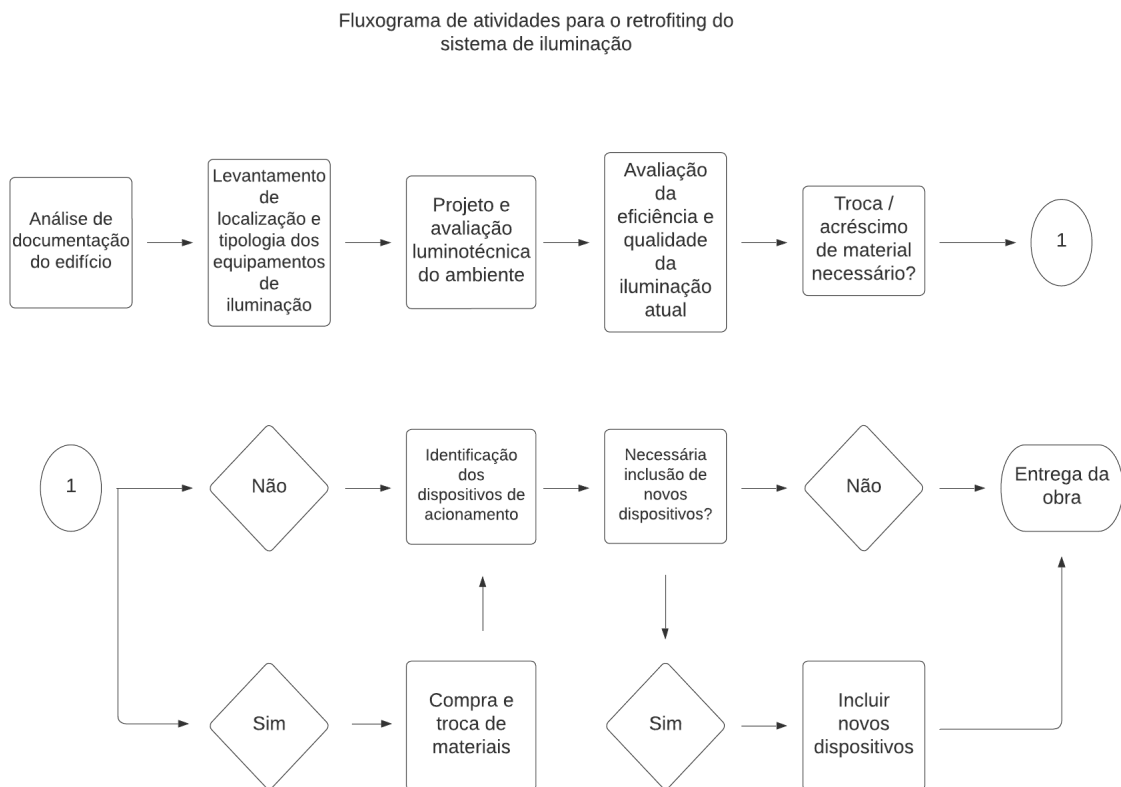 Fluxograma de atividades para o retrofiting do
sistema de iluminação
Análise de
documentação
do edifício
Levantamento
de
localização e
tipologia dos
equipamentos
de
iluminação
Projeto e
avaliação
luminotécnica
do ambiente
Avaliação
da
eficiência e
qualidade
da
iluminação
atual
Troca /
acréscimo
de material
necessário?
1
1
Não
Identificação
dos
dispositivos de
acionamento
Necessária
inclusão de
novos
dispositivos?
Não
Entrega da
obra
Sim
Compra e
troca de
materiais
Sim
Incluir
novos
dispositivos